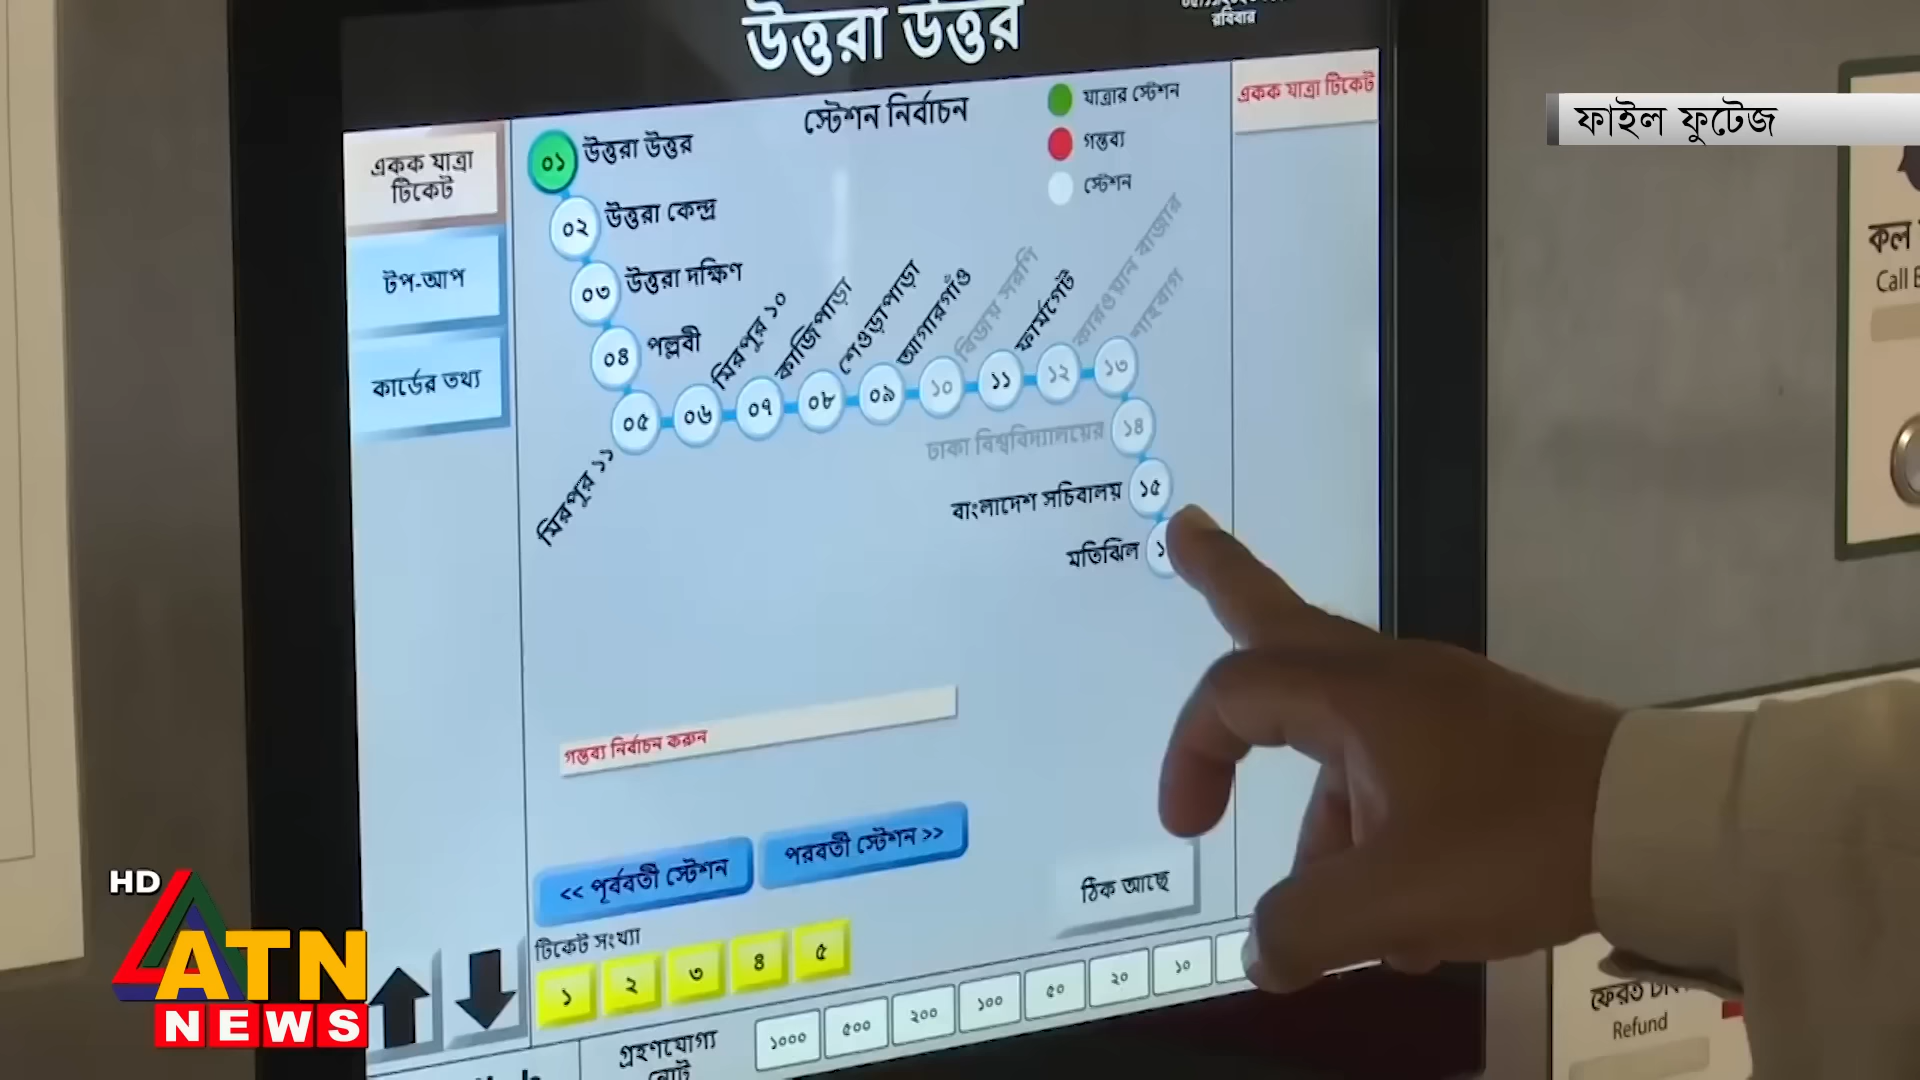 উত্তরা উত্তর
রবিবার
স্টেশন নির্বাচন
যাত্রার স্টেশন
গন্তব্য
স্টেশন
একক যাত্রা টিকেট
ফাইল ফুটেজ
একক যাত্রা
টিকেট
টপ-আপ
কার্ডের তথ্য
০১ উত্তরা উত্তর
০২ উত্তরা কেন্দ্র
০৩ উত্তরা দক্ষিণ
০৪ পল্লবী
০৫ মিরপুর ১১
০৬ মিরপুর ১০
০৭ কাজিপাড়া
০৮ শেওড়াপাড়া
০৯ আগারগাঁও
১০ বিজয় সরণি
১১ ফার্মগেট
১২ কারওয়ান বাজার
১৩ শাহবাগ
ঢাকা বিশ্ববিদ্যালয়ের ১৪
বাংলাদেশ সচিবালয় ১৫
মতিঝিল
গন্তব্য নির্বাচন করুন
<< পূর্ববর্তী স্টেশন
পরবর্তী স্টেশন >>
ঠিক আছে
টিকেট সংখ্যা
১ ২ ৩ ৪ ৫
গ্রহণযোগ্য
নোট
১০০০ ৫০০ ২০০ ১০০ ৫০ ২০ ১০
কল
Call
ফেরত
Refund
HD
ATN
NEWS